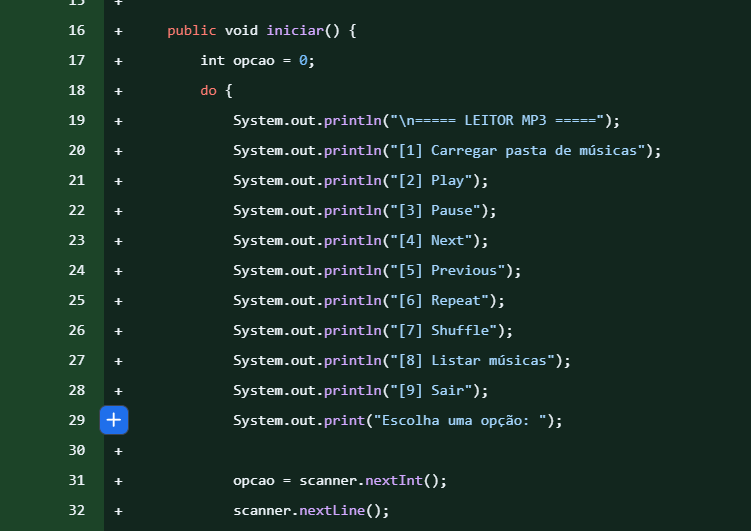 15 +
16 + public void iniciar() {
17 + int opcao = 0;
18 + do {
19 + System.out.println("\n===== LEITOR MP3 =====");
20 + System.out.println("[1] Carregar pasta de músicas");
21 + System.out.println("[2] Play");
22 + System.out.println("[3] Pause");
23 + System.out.println("[4] Next");
24 + System.out.println("[5] Previous");
25 + System.out.println("[6] Repeat");
26 + System.out.println("[7] Shuffle");
27 + System.out.println("[8] Listar músicas");
28 + System.out.println("[9] Sair");
29 + System.out.print("Escolha uma opção: ");
30 +
31 + opcao = scanner.nextInt();
32 + scanner.nextLine();